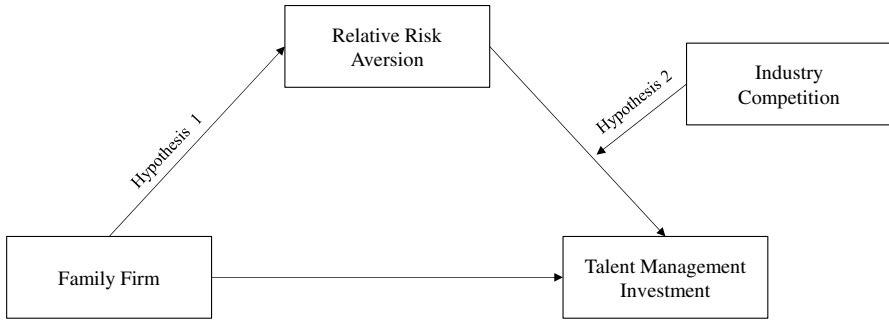 Relative Risk
Aversion
Industry
Competition
Hypothesis 1
Hypothesis 2
Family Firm
Talent Management
Investment